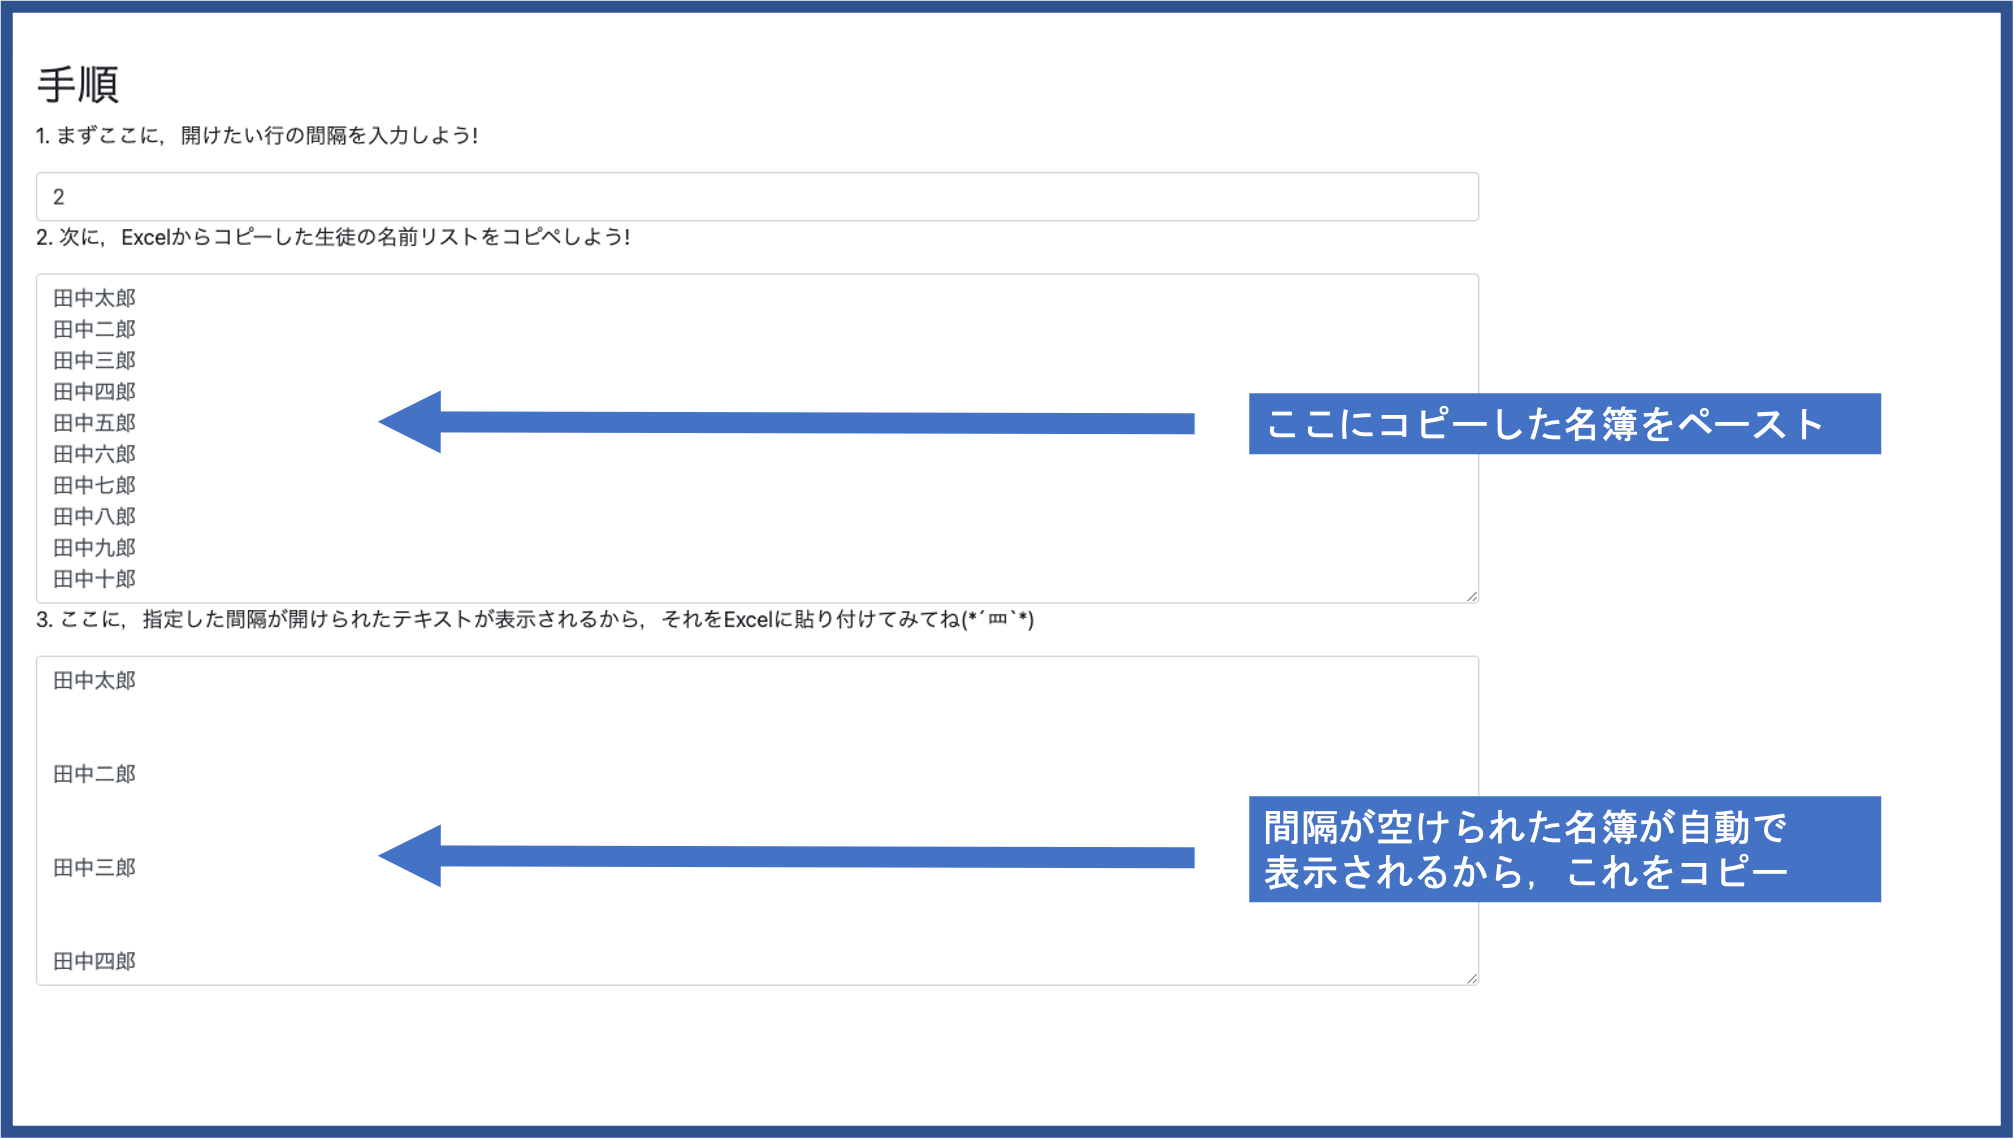 手順
1. まずここに，開けたい行の間隔を入力しよう!
2
2. 次に，Excelからコピーした生徒の名前リストをコピペしよう!
田中太郎
田中二郎
田中三郎
田中四郎
田中五郎
田中六郎
田中七郎
田中八郎
田中九郎
田中十郎
ここにコピーした名簿をペースト
3. ここに，指定した間隔が開けられたテキストが表示されるから，それをExcelに貼り付けてみてね(*´罒`*)
田中太郎
田中二郎
田中三郎
田中四郎
間隔が空けられた名簿が自動で
表示されるから，これをコピー